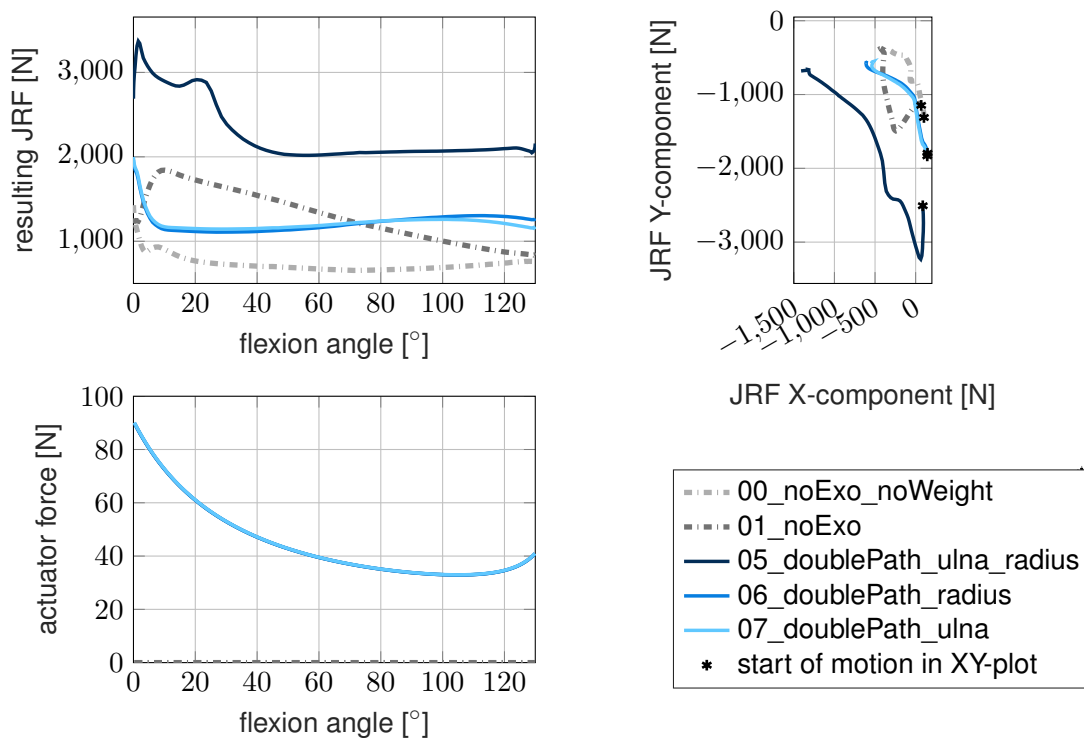 resulting JRF [N]
3,000
2,000
1,000
0 20 40 60 80 100 120
flexion angle [°]
JRF Y-component [N]
0
−1,000
−2,000
−3,000
−1,500 −1,000 −500 0
JRF X-component [N]
actuator force [N]
100
80
60
40
20
0
0 20 40 60 80 100 120
flexion angle [°]
00_noExo_noWeight
01_noExo
05_doublePath_ulna_radius
06_doublePath_radius
07_doublePath_ulna
start of motion in XY-plot